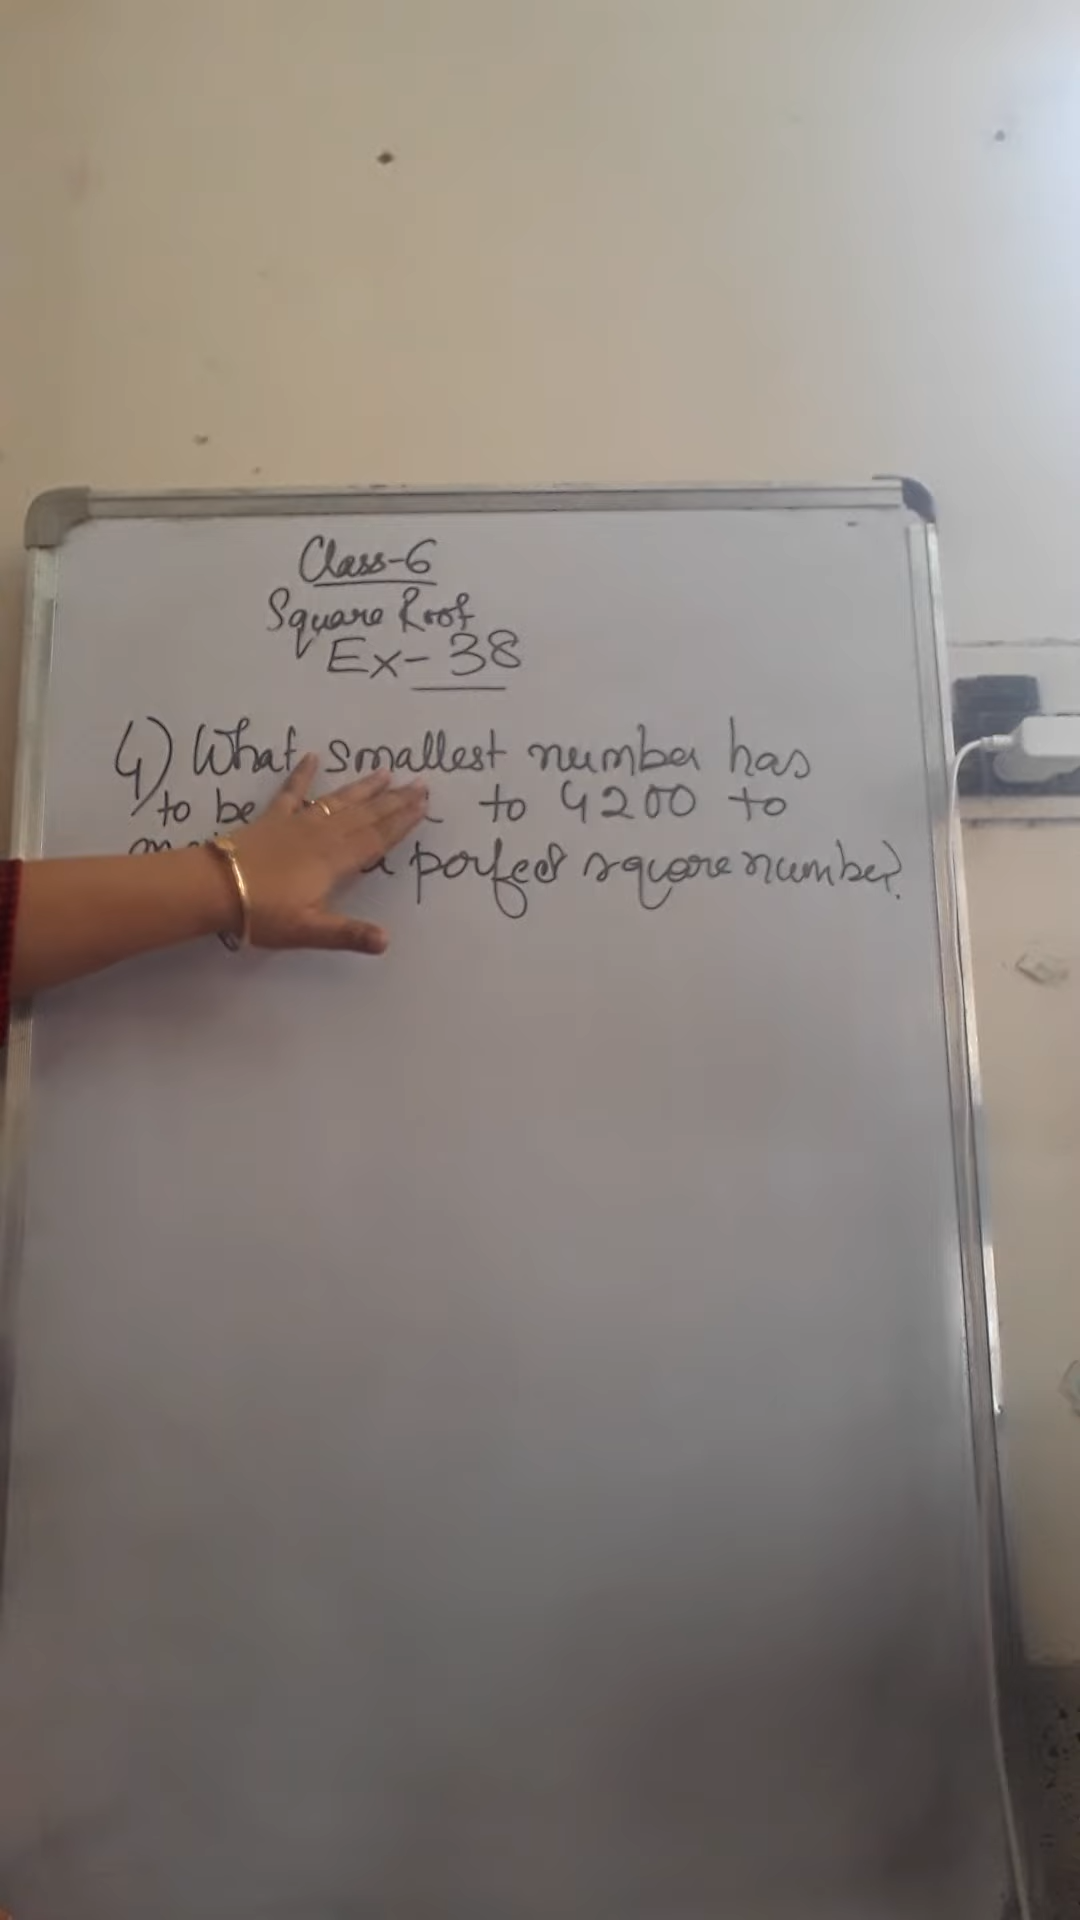 Class-6
Square Root
Ex-38
4) What smallest number has
to be to 4200 to
a perfect square number?